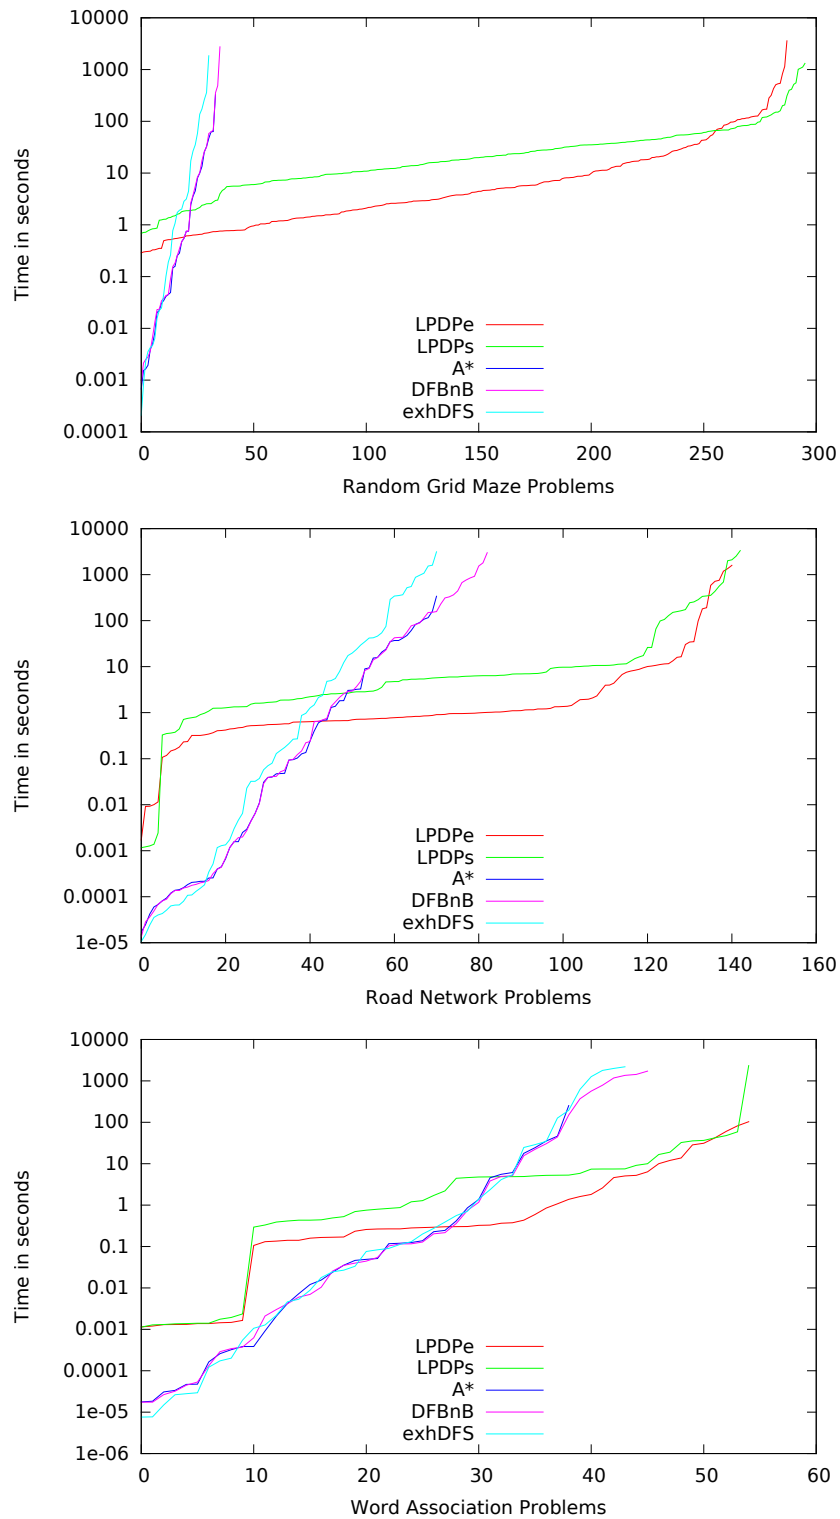 10000
1000
100
10
1
0.1
0.01
0.001
0.0001
Time in seconds
LPDPe
LPDPs
A*
DFBnB
exhDFS
0 50 100 150 200 250 300
Random Grid Maze Problems
10000
1000
100
10
1
0.1
0.01
0.001
0.0001
1e-05
Time in seconds
LPDPe
LPDPs
A*
DFBnB
exhDFS
0 20 40 60 80 100 120 140 160
Road Network Problems
10000
1000
100
10
1
0.1
0.01
0.001
0.0001
1e-05
1e-06
Time in seconds
LPDPe
LPDPs
A*
DFBnB
exhDFS
0 10 20 30 40 50 60
Word Association Problems